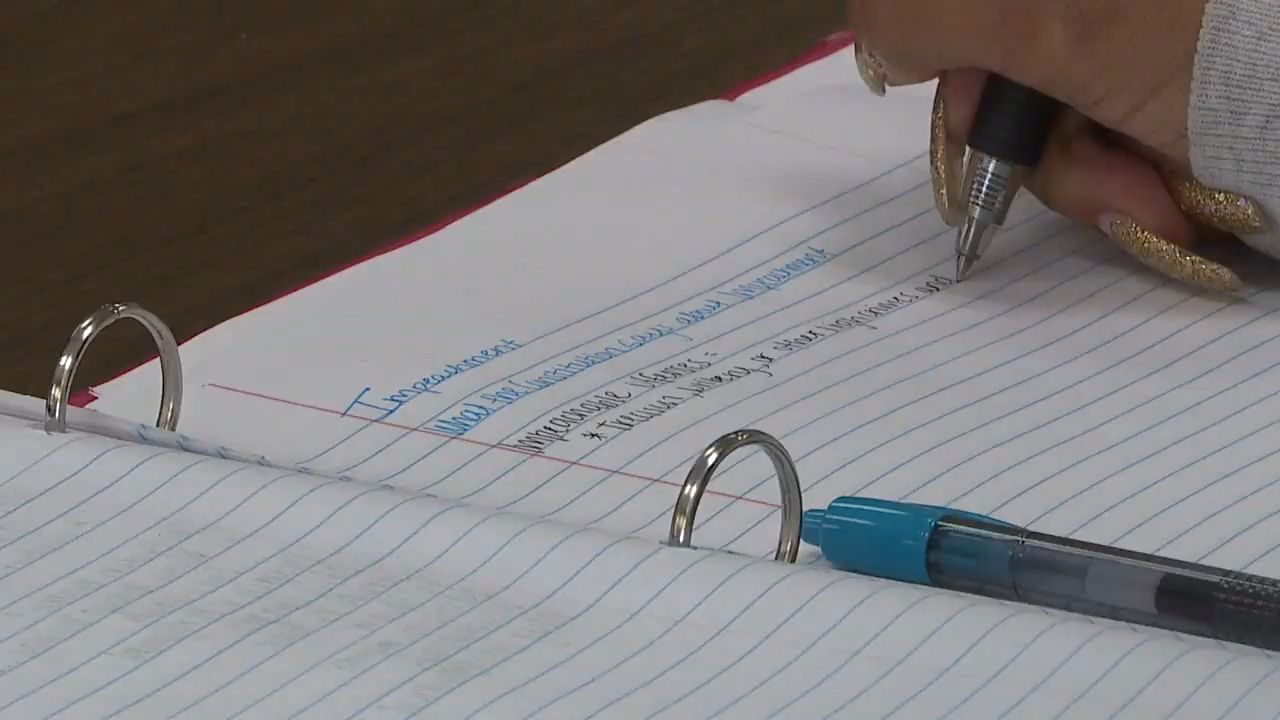 Impeachment
What the Constitution says about Impeachment
Impeachable offenses =
* Treason, bribery, or other high crimes and